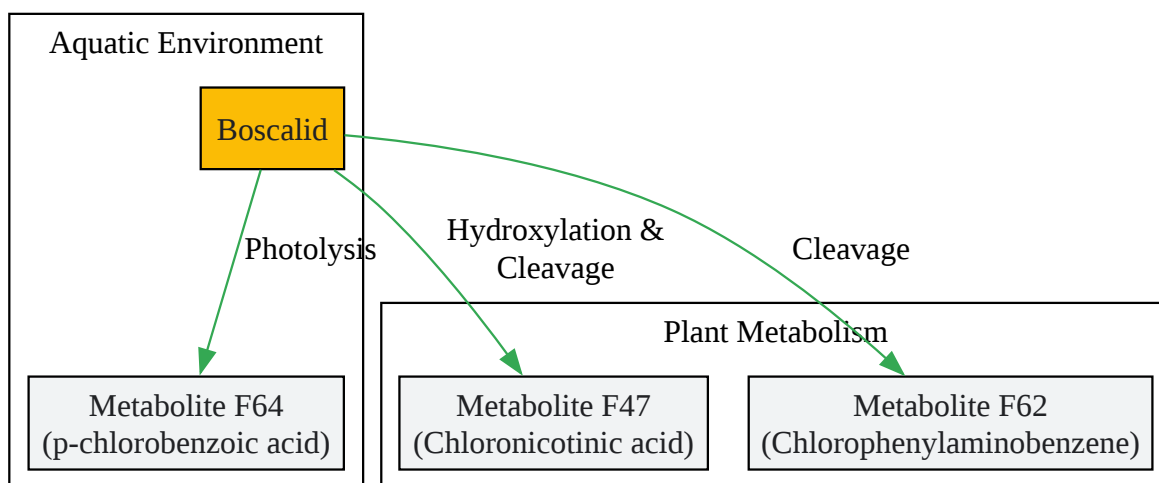 Aquatic Environment
Boscalid
Photolysis
Hydroxylation &
Cleavage
Cleavage
Plant Metabolism
Metabolite F64
(p-chlorobenzoic acid)
Metabolite F47
(Chloronicotinic acid)
Metabolite F62
(Chlorophenylaminobenzene)